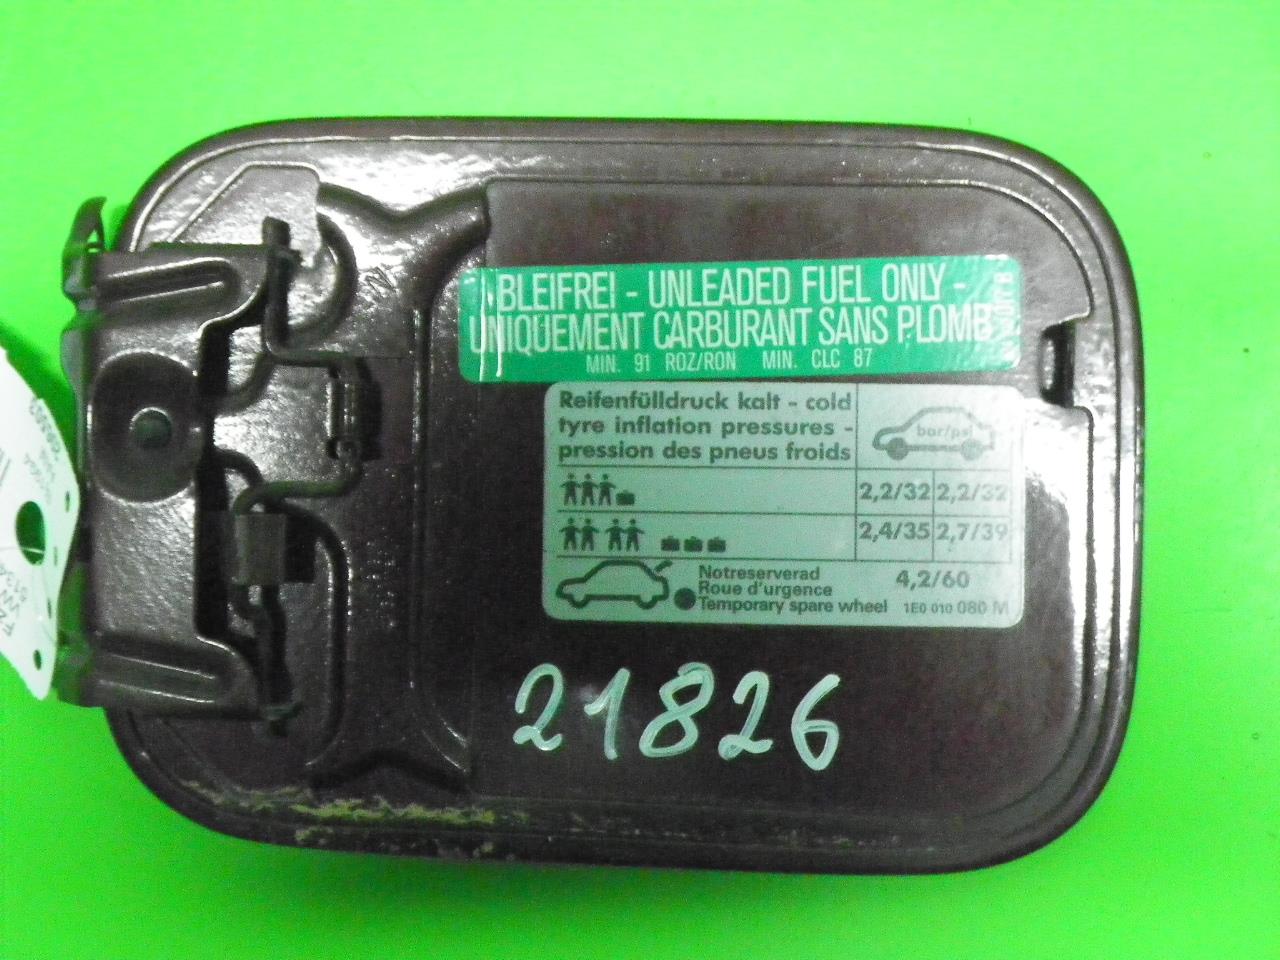 BLEIFREI - UNLEADED FUEL ONLY -
UNIQUEMENT CARBURANT SANS PLOMB
MIN. 91 ROZ/RON MIN. CLC 87
Reifenfülldruck kalt - cold
tyre inflation pressures -
pression des pneus froids
bar/psi
2,2/32 2,2/32
2,4/35 2,7/39
Notreserverad
Roue d'urgence 4,2/60
Temporary spare wheel 1E0 010 080 M
21826
VW